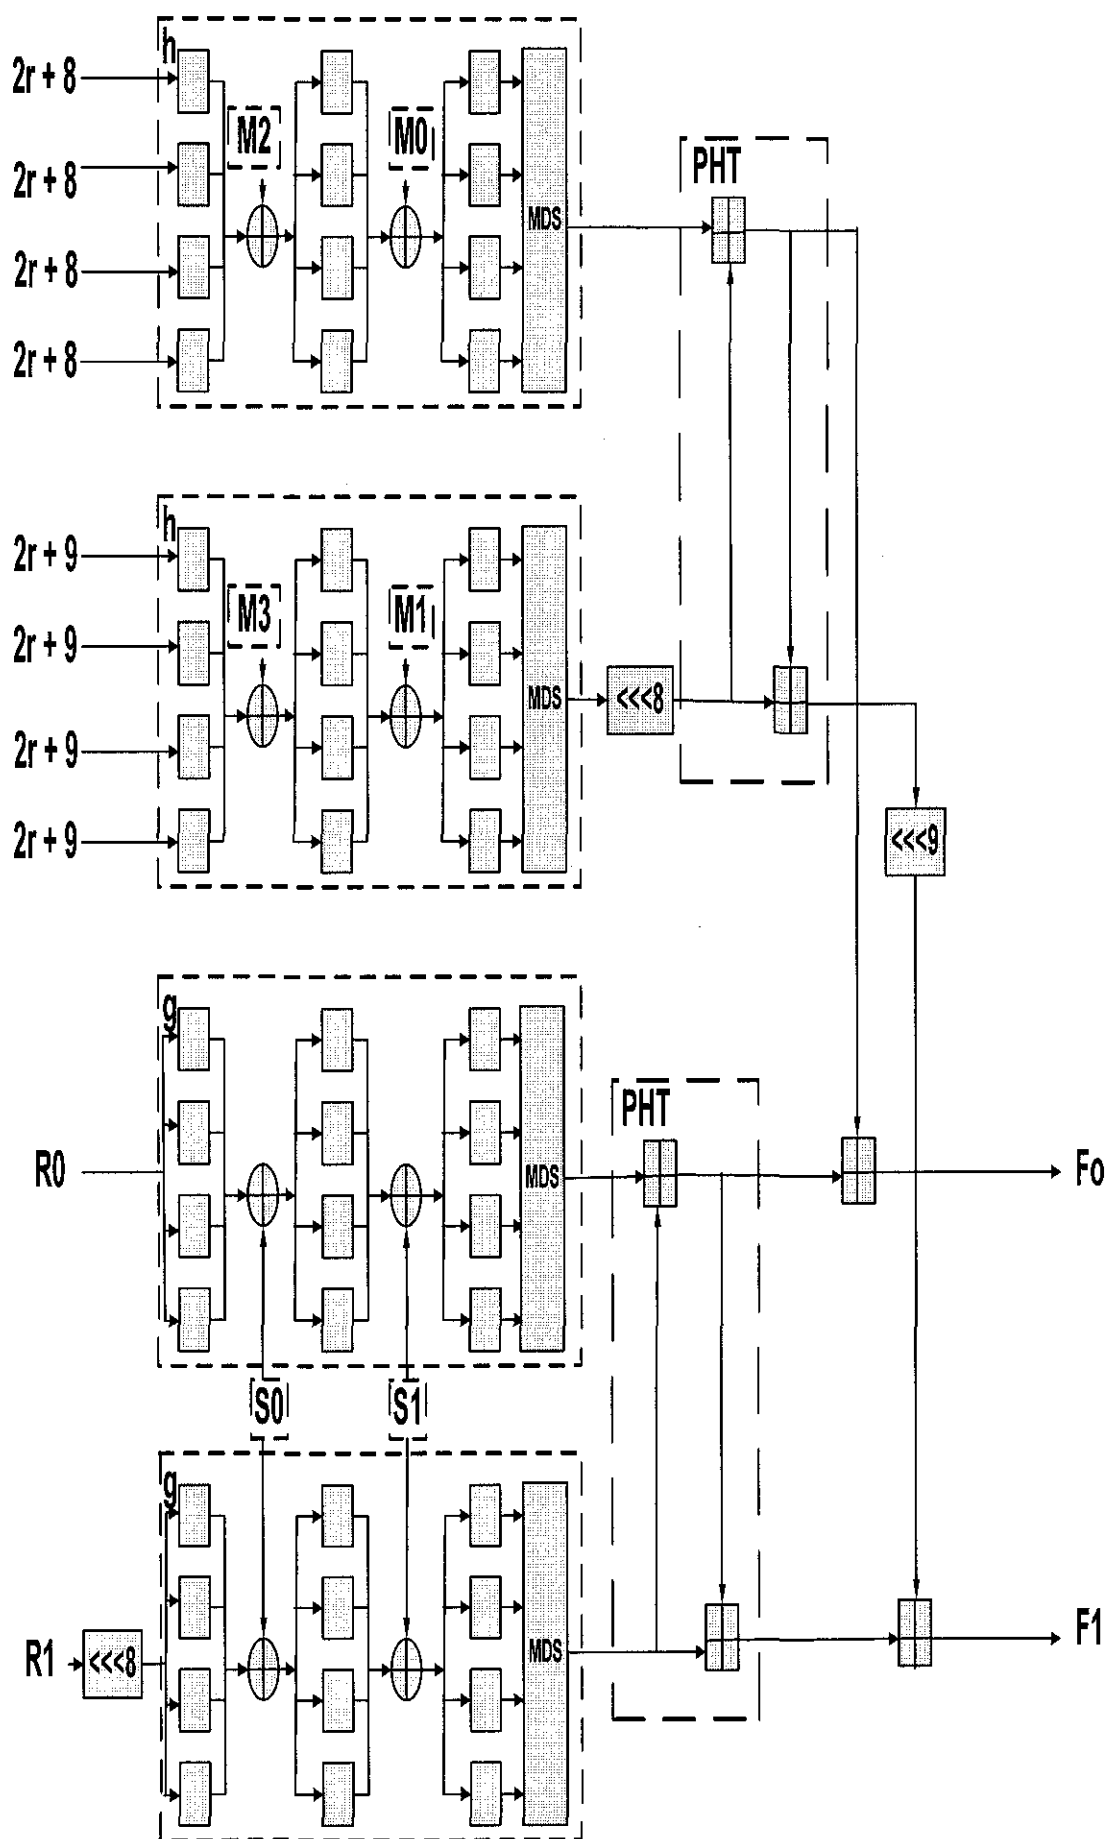 h
2r + 8
M2
M0
PHT
2r + 8
MDS
2r + 8
2r + 8
h
2r + 9
M3
M1
2r + 9
MDS
<<<8
2r + 9
2r + 9
<<<9
g
PHT
R0
MDS
Fo
S0
S1
g
R1
<<<8
MDS
F1